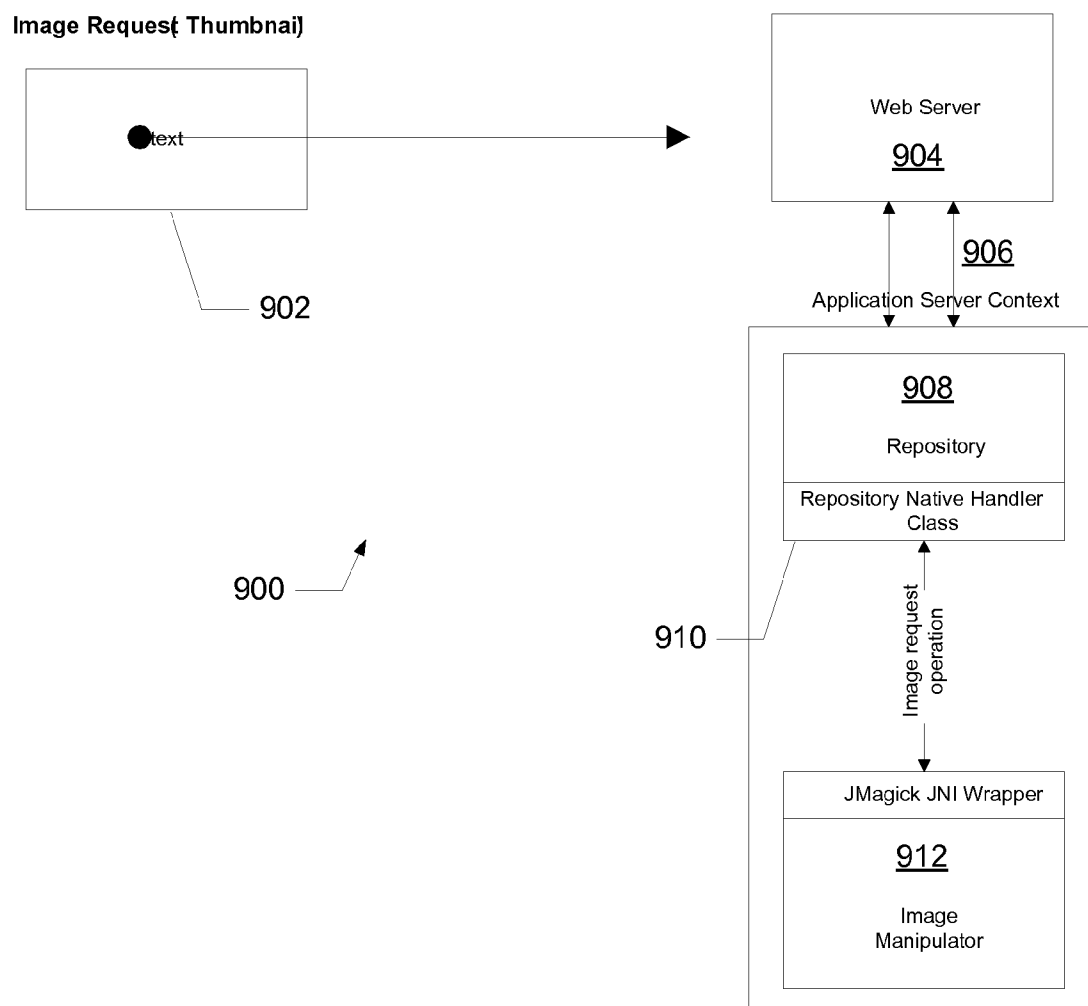 Image Request( Thumbnail)
text
902
Web Server
904
906
Application Server Context
908
Repository
Repository Native Handler
Class
900
910
Image request
operation
JMagick JNI Wrapper
912
Image
Manipulator